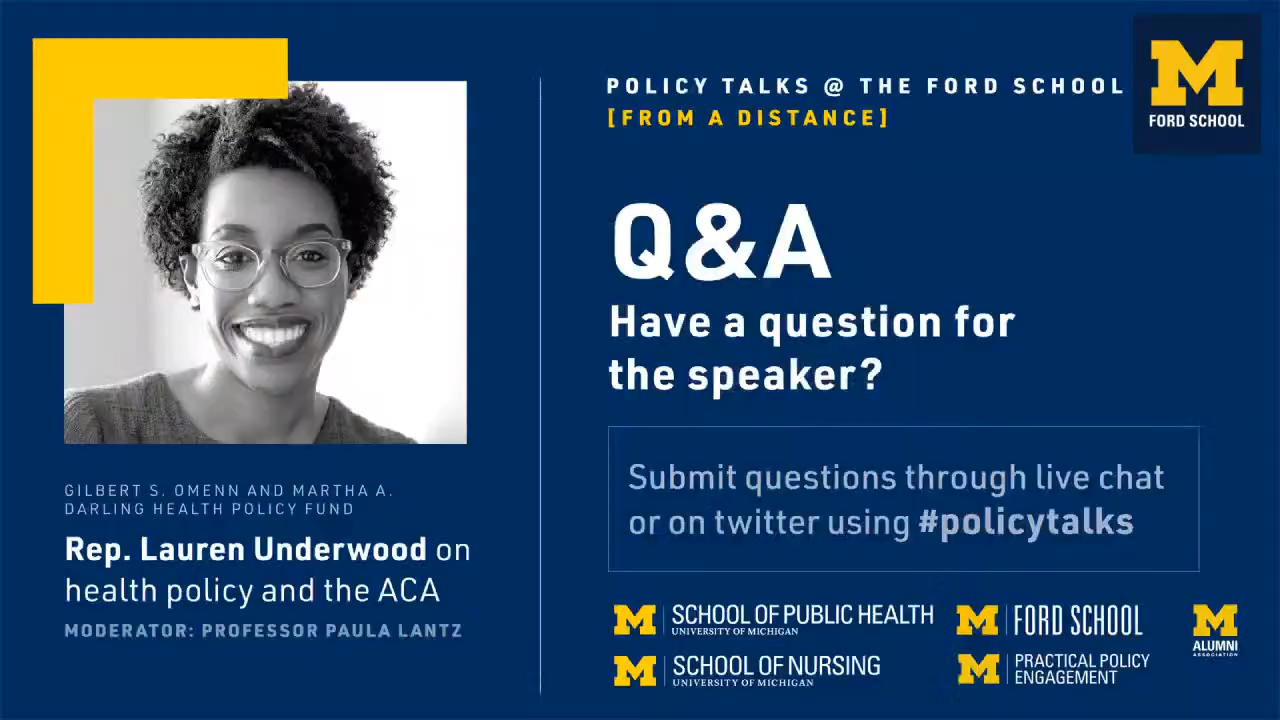 POLICY TALKS @ THE FORD SCHOOL
[FROM A DISTANCE]
M
FORD SCHOOL
Q&A
Have a question for
the speaker?
Submit questions through live chat
or on twitter using #policytalks
GILBERT S. OMENN AND MARTHA A.
DARLING HEALTH POLICY FUND
Rep. Lauren Underwood on
health policy and the ACA
MODERATOR: PROFESSOR PAULA LANTZ
M SCHOOL OF PUBLIC HEALTH
UNIVERSITY OF MICHIGAN
M FORD SCHOOL
M
ALUMNI
ASSOCIATION
M SCHOOL OF NURSING
UNIVERSITY OF MICHIGAN
M PRACTICAL POLICY
ENGAGEMENT